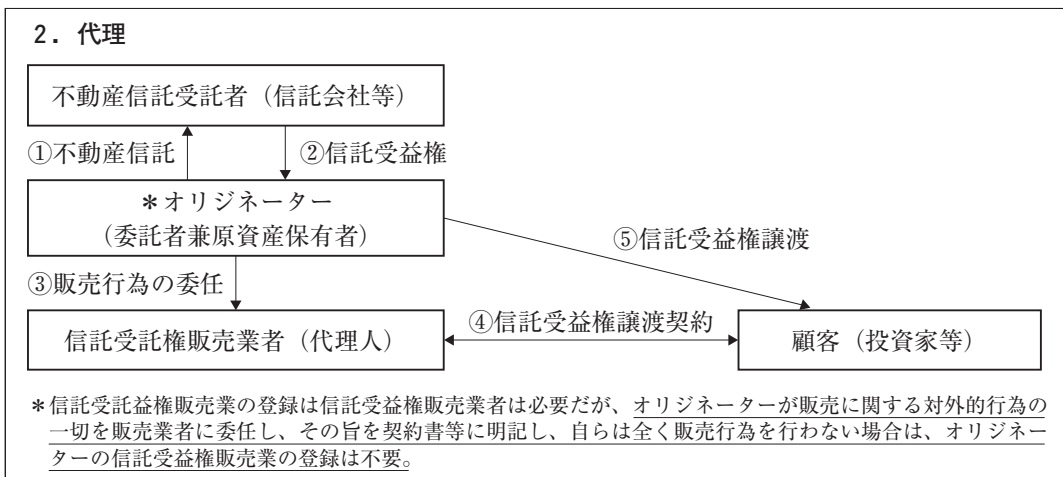 2．代理
不動産信託受託者（信託会社等）
①不動産信託
②信託受益権
＊オリジネーター
（委託者兼原資産保有者）
⑤信託受益権譲渡
③販売行為の委任
④信託受益権譲渡契約
信託受託権販売業者（代理人）
顧客（投資家等）
＊信託受託益権販売業の登録は信託受益権販売業者は必要だが、オリジネーターが販売に関する対外的行為の
一切を販売業者に委任し、その旨を契約書等に明記し、自らは全く販売行為を行わない場合は、オリジネー
ターの信託受益権販売業の登録は不要。